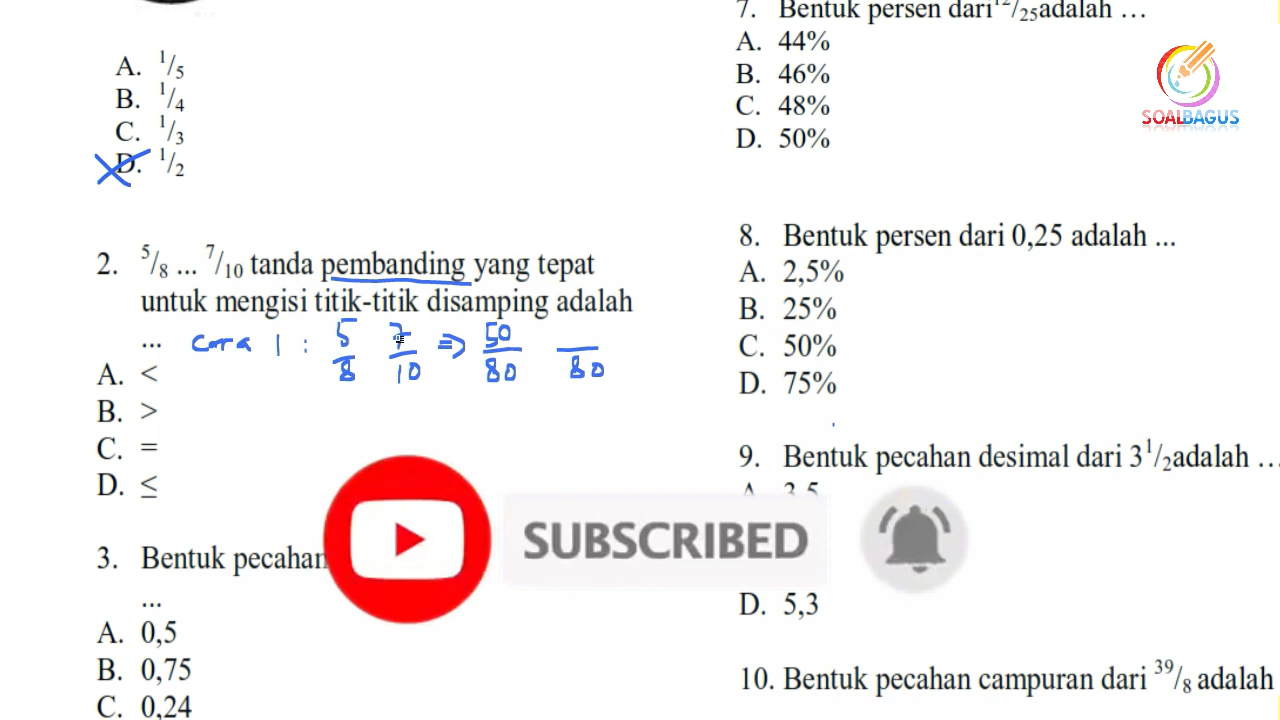 A. 1/5
B. 1/4
C. 1/3
D. 1/2
2. 5/8 ... 7/10 tanda pembanding yang tepat
untuk mengisi titik-titik disamping adalah
...
cara 1 : 5/8 7/10 ⇒ 50/80 /80
A. <
B. >
C. =
D. ≤
3. Bentuk pecahan
...
A. 0,5
B. 0,75
C. 0,24
7. Bentuk persen dari 12/25 adalah …
A. 44%
B. 46%
C. 48%
D. 50%
8. Bentuk persen dari 0,25 adalah ...
A. 2,5%
B. 25%
C. 50%
D. 75%
9. Bentuk pecahan desimal dari 3 1/2 adalah …
A. 3,5
D. 5,3
10. Bentuk pecahan campuran dari 39/8 adalah
SOALBAGUS
SUBSCRIBED